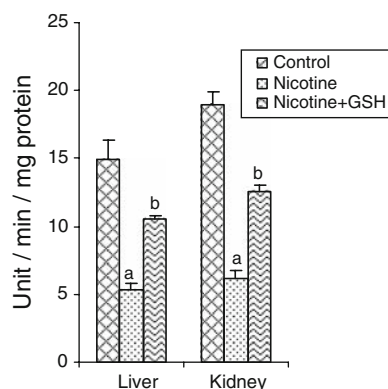 25
20
15
10
5
0
Unit / min / mg protein
Control
Nicotine
Nicotine+GSH
a
b
a
b
Liver
Kidney